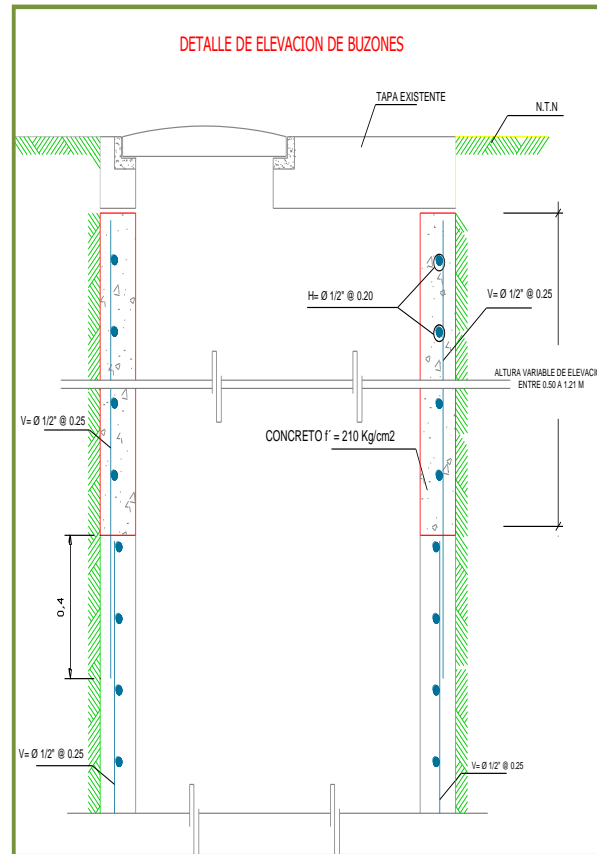 DETALLE DE ELEVACION DE BUZONES
TAPA EXISTENTE
N.T.N
H= Ø 1/2" @ 0.20
V= Ø 1/2" @ 0.25
ALTURA VARIABLE DE ELEVACIO
ENTRE 0.50 A 1.21 M
V= Ø 1/2" @ 0.25
CONCRETO f´ = 210 Kg/cm2
0,4
V= Ø 1/2" @ 0.25
V= Ø 1/2" @ 0.25